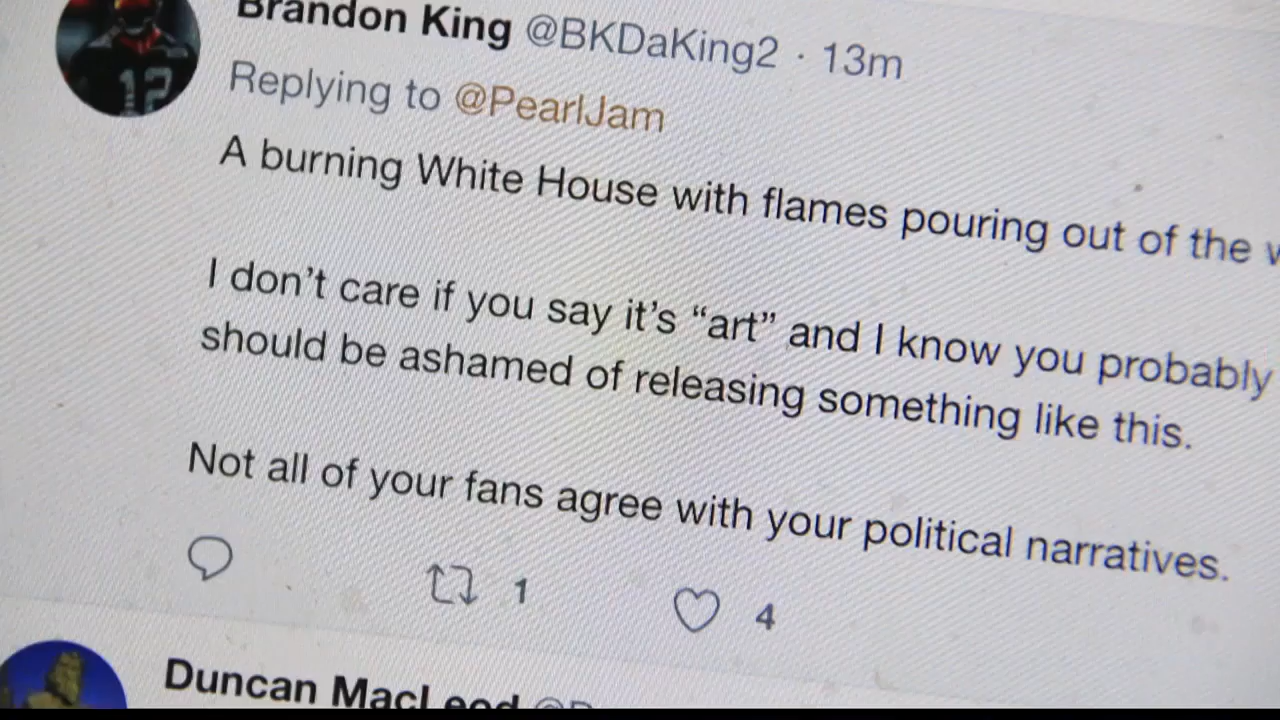 Brandon King @BKDaKing2 · 13m
12
Replying to @PearlJam
A burning White House with flames pouring out of the
I don't care if you say it's “art” and I know you probably
should be ashamed of releasing something like this.
Not all of your fans agree with your political narratives.
1 4
Duncan MacLeod